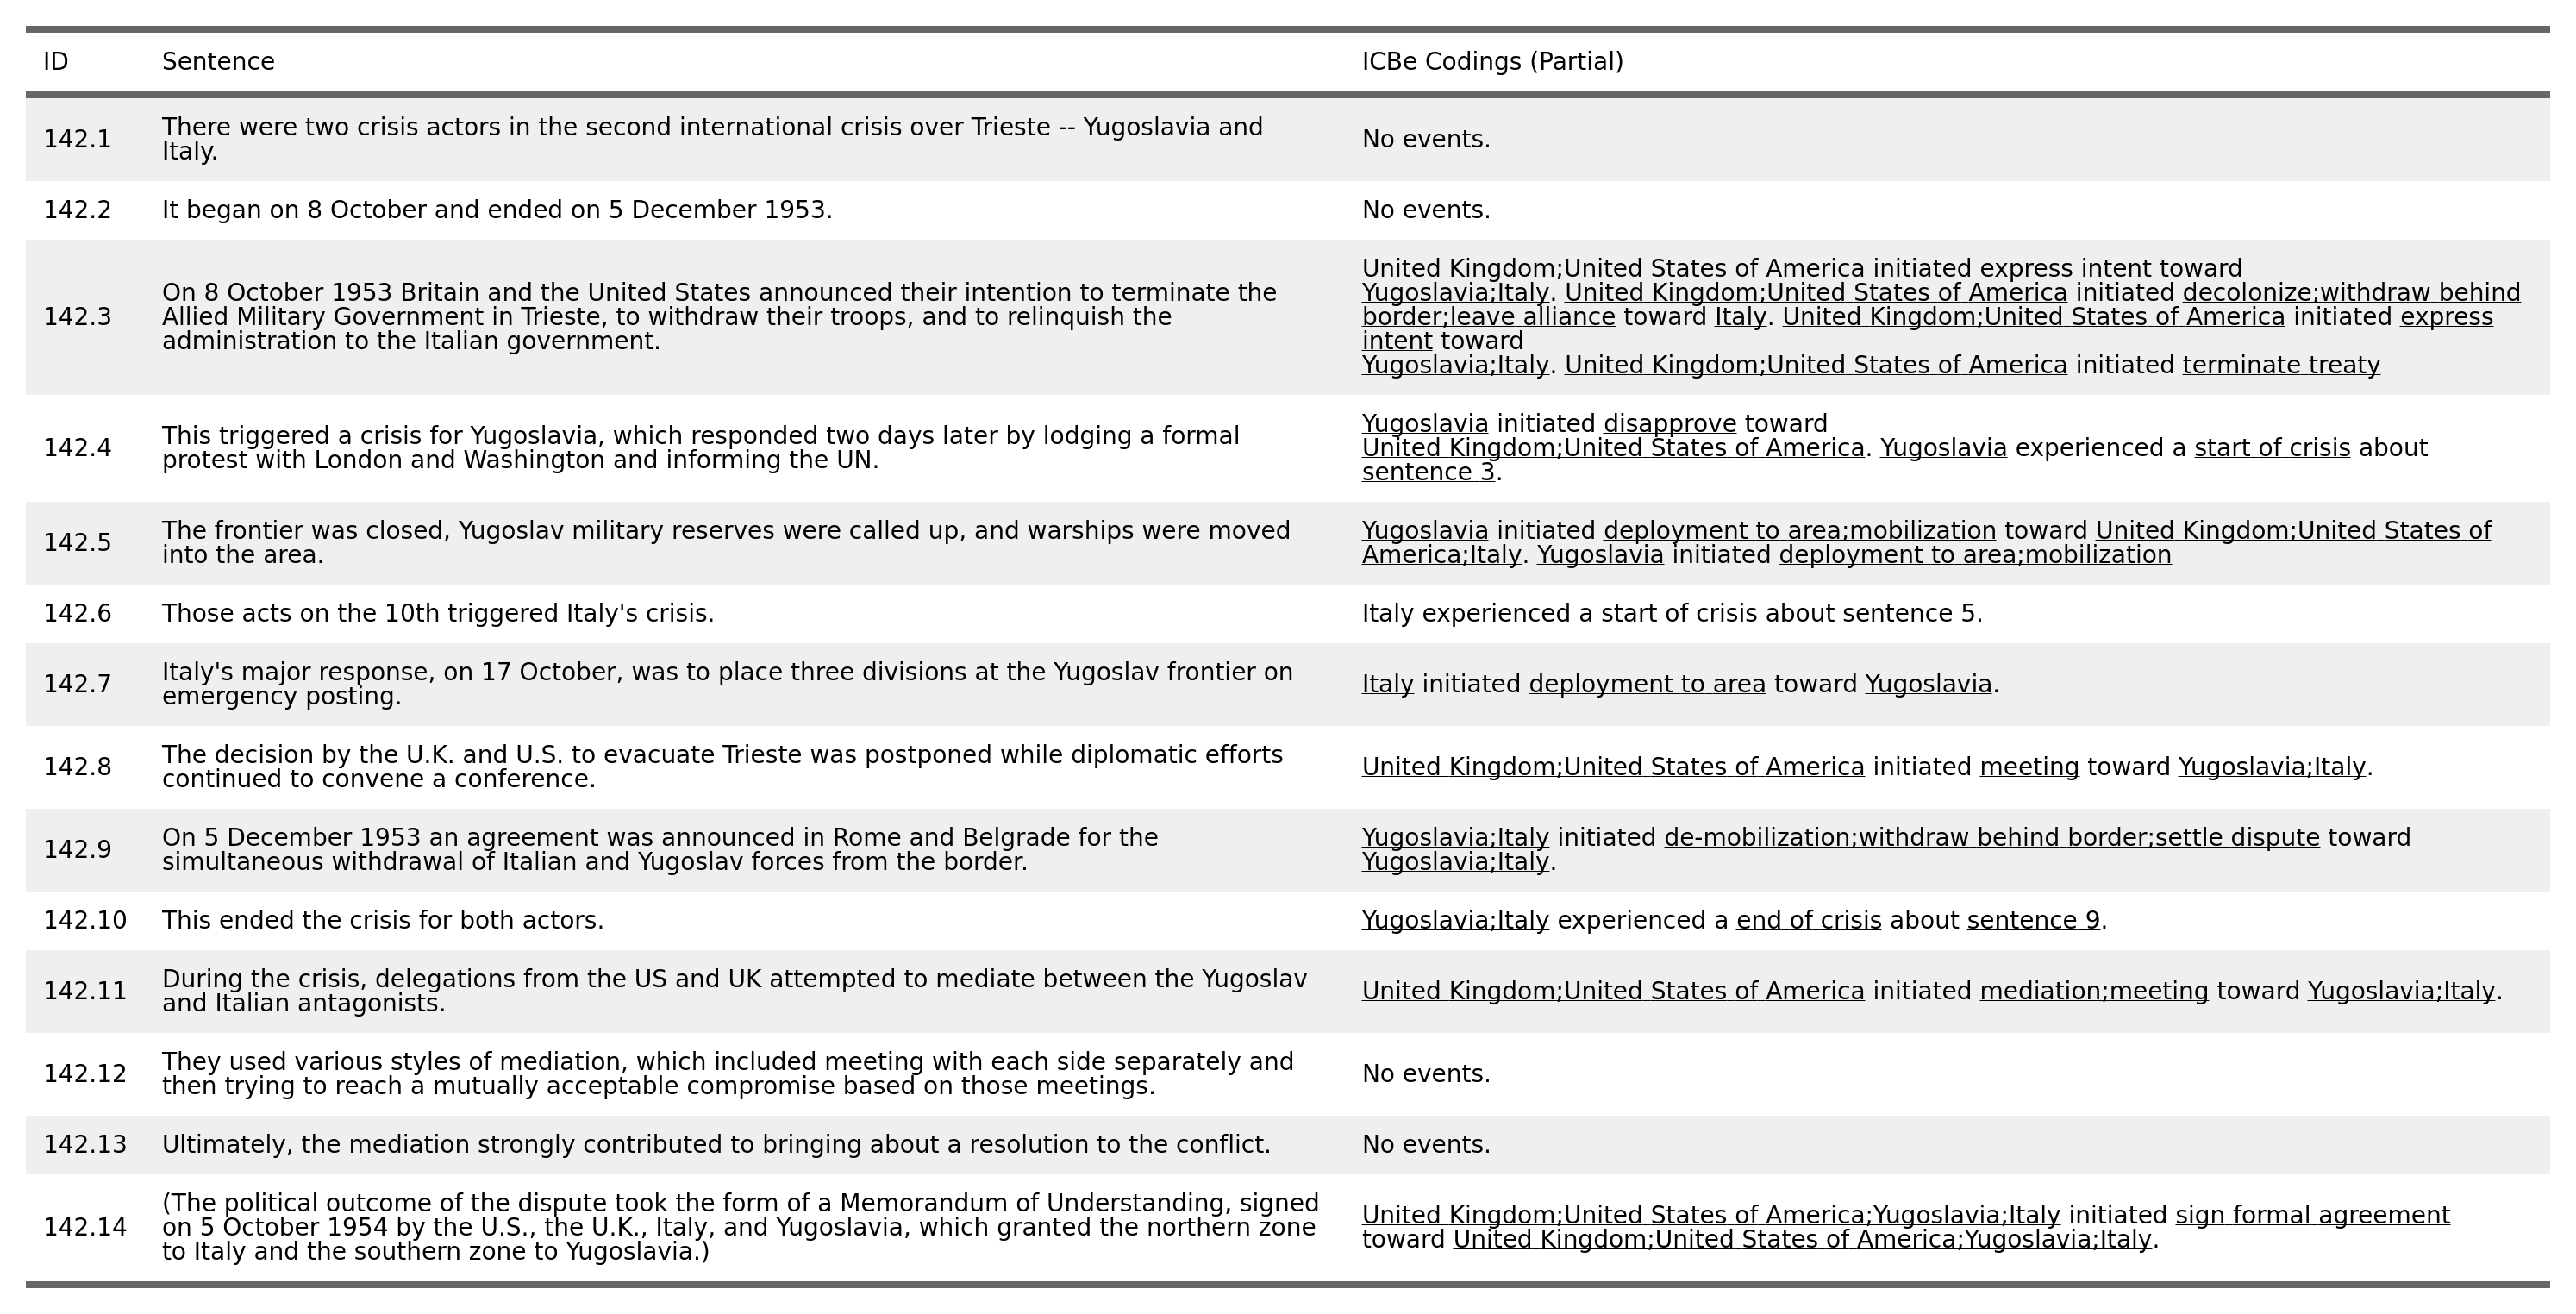 ID Sentence ICBe Codings (Partial)
142.1 There were two crisis actors in the second international crisis over Trieste -- Yugoslavia and
Italy. No events.
142.2 It began on 8 October and ended on 5 December 1953. No events.
142.3 On 8 October 1953 Britain and the United States announced their intention to terminate the
Allied Military Government in Trieste, to withdraw their troops, and to relinquish the
administration to the Italian government.
United Kingdom;United States of America initiated express intent toward
Yugoslavia;Italy. United Kingdom;United States of America initiated decolonize;withdraw behind
border;leave alliance toward Italy. United Kingdom;United States of America initiated express
intent toward
Yugoslavia;Italy. United Kingdom;United States of America initiated terminate treaty
142.4 This triggered a crisis for Yugoslavia, which responded two days later by lodging a formal
protest with London and Washington and informing the UN.
Yugoslavia initiated disapprove toward
United Kingdom;United States of America. Yugoslavia experienced a start of crisis about
sentence 3.
142.5 The frontier was closed, Yugoslav military reserves were called up, and warships were moved
into the area.
Yugoslavia initiated deployment to area;mobilization toward United Kingdom;United States of
America;Italy. Yugoslavia initiated deployment to area;mobilization
142.6 Those acts on the 10th triggered Italy's crisis. Italy experienced a start of crisis about sentence 5.
142.7 Italy's major response, on 17 October, was to place three divisions at the Yugoslav frontier on
emergency posting.
Italy initiated deployment to area toward Yugoslavia.
142.8 The decision by the U.K. and U.S. to evacuate Trieste was postponed while diplomatic efforts
continued to convene a conference.
United Kingdom;United States of America initiated meeting toward Yugoslavia;Italy.
142.9 On 5 December 1953 an agreement was announced in Rome and Belgrade for the
simultaneous withdrawal of Italian and Yugoslav forces from the border.
Yugoslavia;Italy initiated de-mobilization;withdraw behind border;settle dispute toward
Yugoslavia;Italy.
142.10 This ended the crisis for both actors. Yugoslavia;Italy experienced a end of crisis about sentence 9.
142.11 During the crisis, delegations from the US and UK attempted to mediate between the Yugoslav
and Italian antagonists.
United Kingdom;United States of America initiated mediation;meeting toward Yugoslavia;Italy.
142.12 They used various styles of mediation, which included meeting with each side separately and
then trying to reach a mutually acceptable compromise based on those meetings.
No events.
142.13 Ultimately, the mediation strongly contributed to bringing about a resolution to the conflict. No events.
142.14 (The political outcome of the dispute took the form of a Memorandum of Understanding, signed
on 5 October 1954 by the U.S., the U.K., Italy, and Yugoslavia, which granted the northern zone
to Italy and the southern zone to Yugoslavia.)
United Kingdom;United States of America;Yugoslavia;Italy initiated sign formal agreement
toward United Kingdom;United States of America;Yugoslavia;Italy.